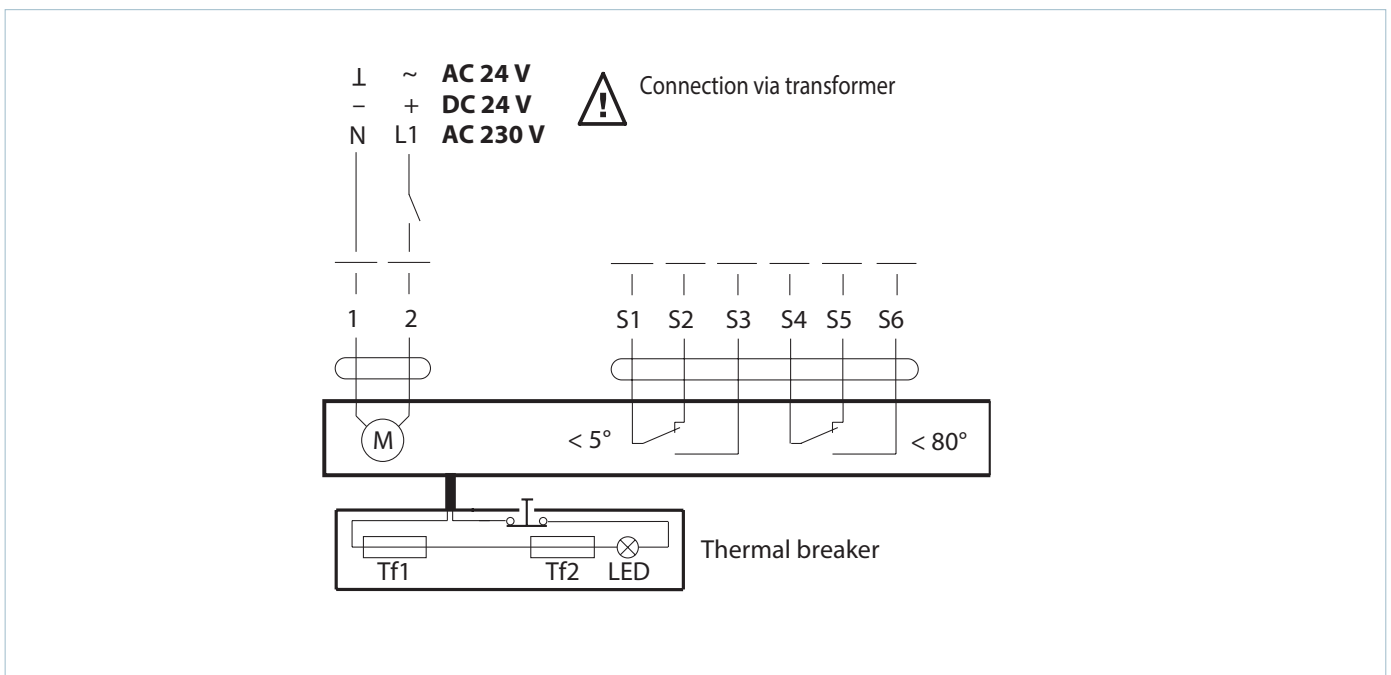 ⊥ ~ AC 24 V
– + DC 24 V
N L1 AC 230 V
! Connection via transformer
1 2 S1 S2 S3 S4 S5 S6
M < 5° < 80°
Tf1 Tf2 LED
Thermal breaker